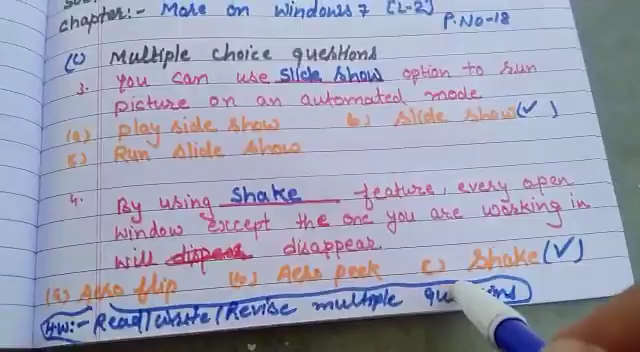 chapter:- More on Windows 7 [L-2] P.No-18
(C) Multiple choice questions
3. You can use slide show option to run
picture on an automated mode
(a) Play side show b) Slide show (✓)
c) Run slide show
4. By using shake feature, every open
window except the one you are working in
will disappear.
(a) Aero flip (b) Aero peek c) Shake (✓)
H.W:- Read/write/Revise multiple